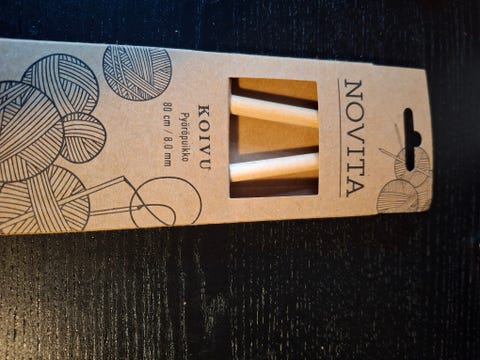 NOVITA
KOIVU
Pyöröpuikko
80 cm / 8.0 mm